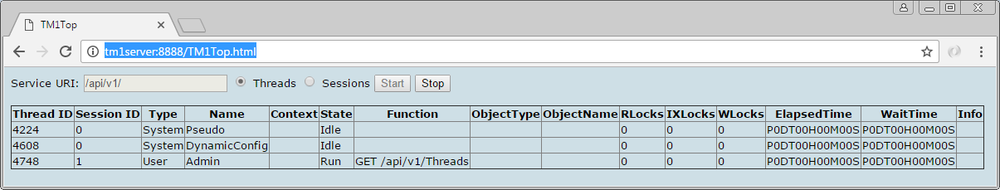 TM1Top
tm1server:8888/TM1Top.html
Service URI: /api/v1/ Threads Sessions Start Stop
Thread ID Session ID Type Name Context State Function ObjectType ObjectName RLocks IXLocks WLocks ElapsedTime WaitTime Info
4224 0 System Pseudo Idle 0 0 0 P0DT00H00M00S P0DT00H00M00S
4608 0 System DynamicConfig Idle 0 0 0 P0DT00H00M00S P0DT00H00M00S
4748 1 User Admin Run GET /api/v1/Threads 0 0 0 P0DT00H00M00S P0DT00H00M00S